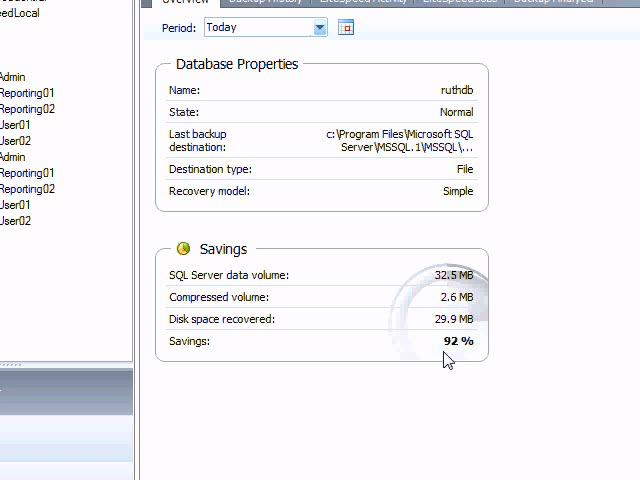 eedLocal
Admin
Reporting01
Reporting02
User01
User02
Admin
Reporting01
Reporting02
User01
User02
Overview
Backup History
LiteSpeed Activity
LiteSpeed Jobs
Backup Analyzer
Period: Today
Database Properties
Name: ruthdb
State: Normal
Last backup destination: c:\Program Files\Microsoft SQL
Server\MSSQL.1\MSSQL\...
Destination type: File
Recovery model: Simple
Savings
SQL Server data volume: 32.5 MB
Compressed volume: 2.6 MB
Disk space recovered: 29.9 MB
Savings: 92 %